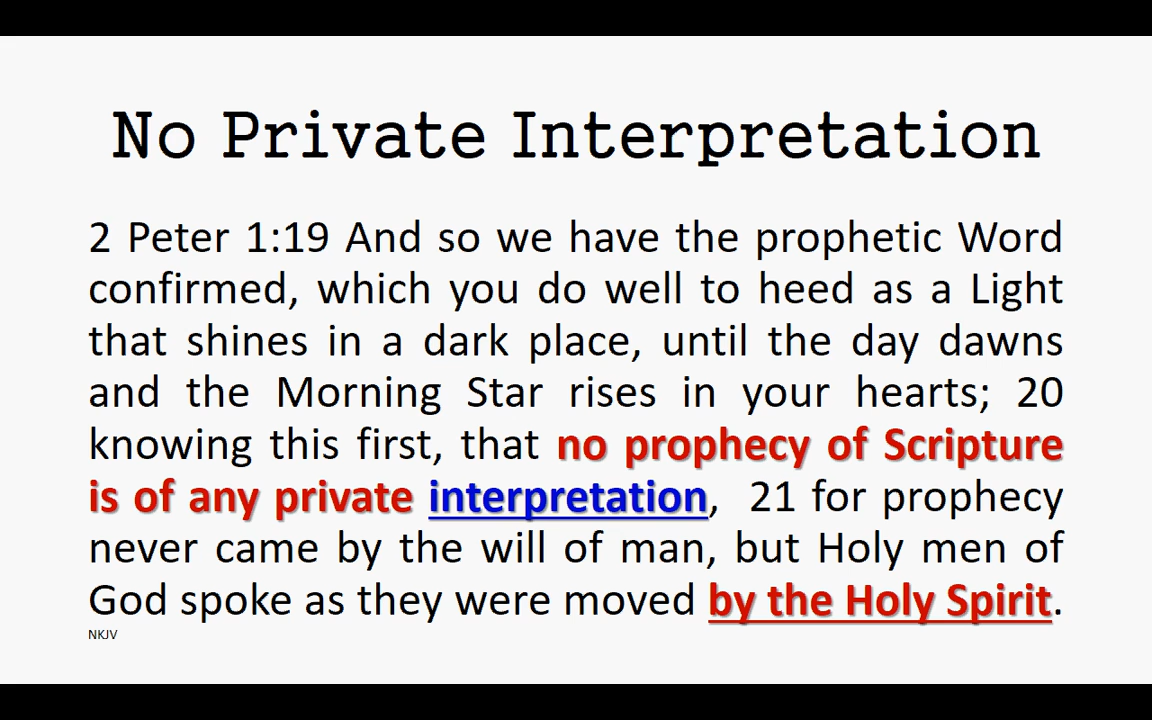 No Private Interpretation
2 Peter 1:19 And so we have the prophetic Word
confirmed, which you do well to heed as a Light
that shines in a dark place, until the day dawns
and the Morning Star rises in your hearts; 20
knowing this first, that no prophecy of Scripture
is of any private interpretation, 21 for prophecy
never came by the will of man, but Holy men of
God spoke as they were moved by the Holy Spirit.
NKJV